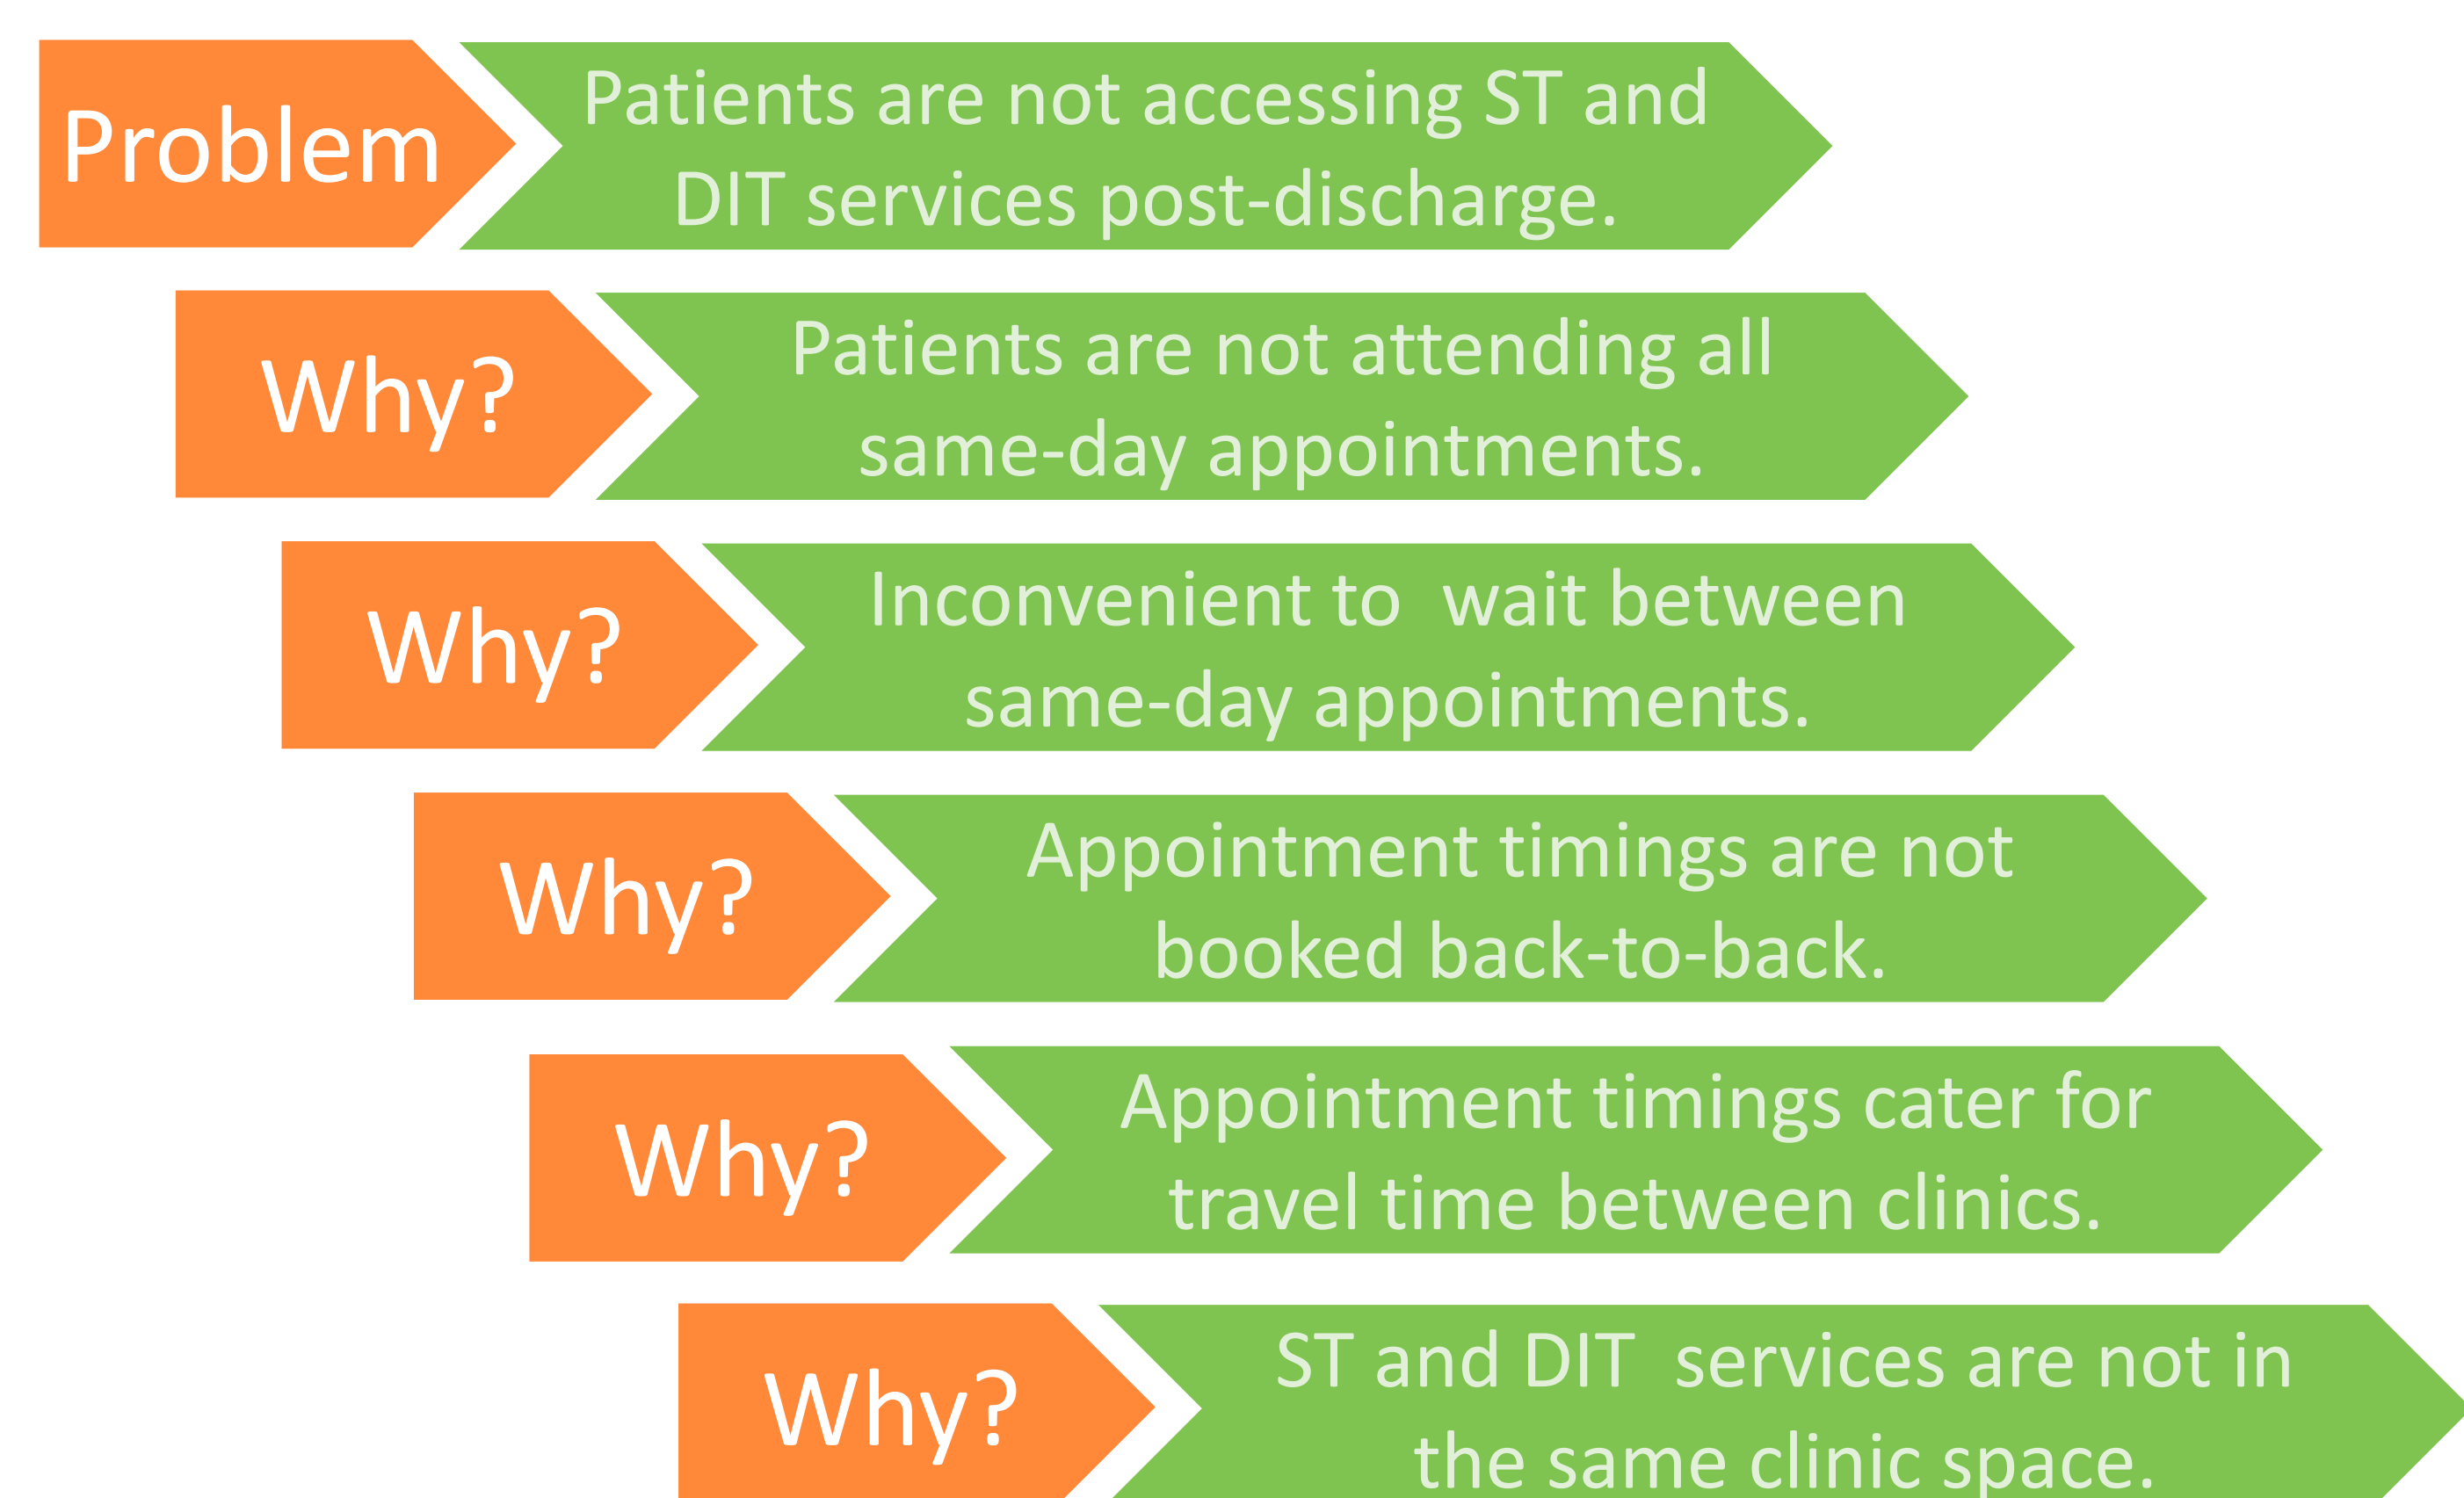 Problem
Patients are not accessing ST and
DIT services post-discharge.
Why?
Patients are not attending all
same-day appointments.
Why?
Inconvenient to  wait between
same-day appointments.
Why?
Appointment timings are not
booked back-to-back.
Why?
Appointment timings cater for
travel time between clinics.
Why?
ST and DIT  services are not in
the same clinic space.